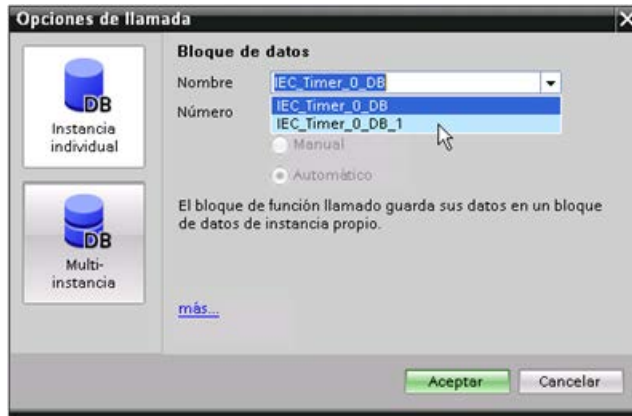 Opciones de llamada
DB
Instancia
individual
DB
Multi-
instancia
Bloque de datos
Nombre
IEC_Timer_0_DB
IEC_Timer_0_DB
IEC_Timer_0_DB_1
Número
Manual
Automático
El bloque de función llamado guarda sus datos en un bloque
de datos de instancia propio.
más...
Aceptar
Cancelar